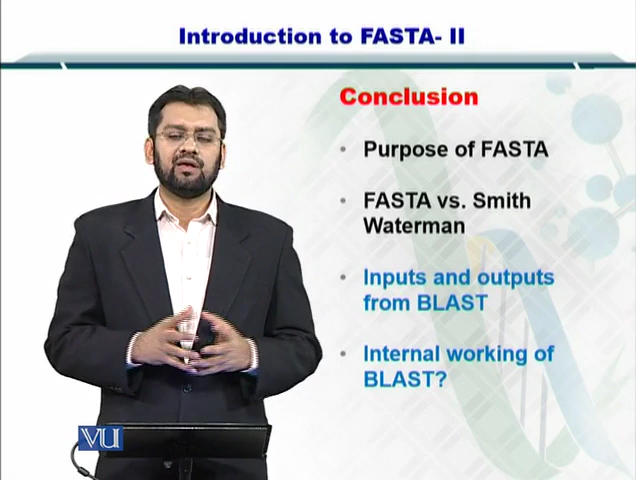 Introduction to FASTA- II
Conclusion
• Purpose of FASTA
• FASTA vs. Smith
Waterman
• Inputs and outputs
from BLAST
• Internal working of
BLAST?
VU